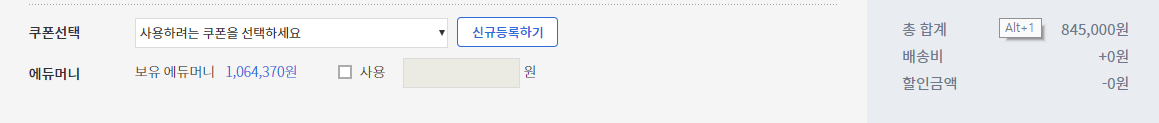 쿠폰선택 사용하려는 쿠폰을 선택하세요 ▼ 신규등록하기
에듀머니 보유 에듀머니 1,064,370원 사용 원
총 합계 Alt+1 845,000원
배송비 +0원
할인금액 -0원